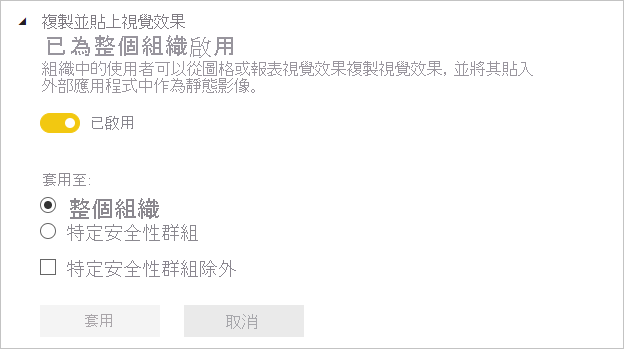 複製並貼上視覺效果
已為整個組織啟用
組織中的使用者可以從圖格或報表視覺效果複製視覺效果, 並將其貼入
外部應用程式中作為靜態影像。
已啟用
套用至:
整個組織
特定安全性群組
特定安全性群組除外
套用 取消